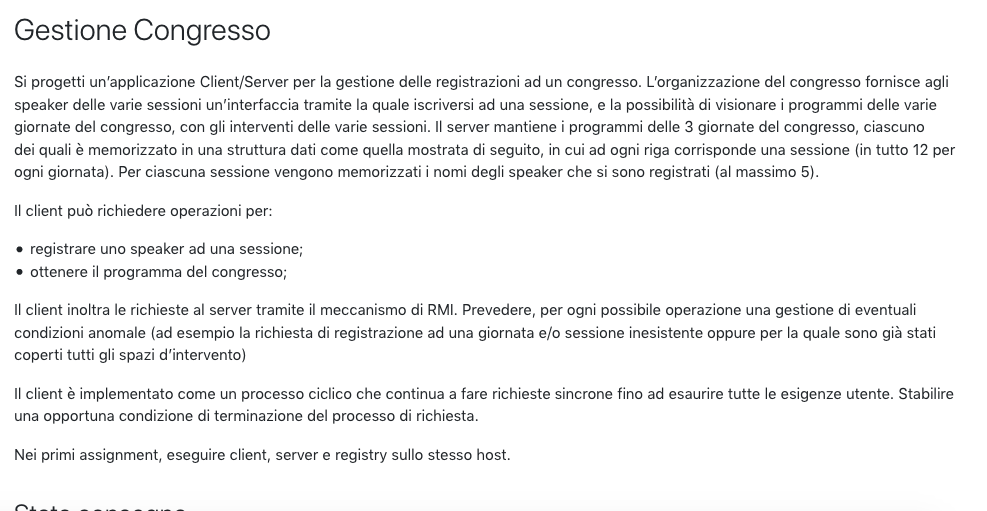 Gestione Congresso
Si progetti un'applicazione Client/Server per la gestione delle registrazioni ad un congresso. L'organizzazione del congresso fornisce agli
speaker delle varie sessioni un'interfaccia tramite la quale iscriversi ad una sessione, e la possibilità di visionare i programmi delle varie
giornate del congresso, con gli interventi delle varie sessioni. Il server mantiene i programmi delle 3 giornate del congresso, ciascuno
dei quali è memorizzato in una struttura dati come quella mostrata di seguito, in cui ad ogni riga corrisponde una sessione (in tutto 12 per
ogni giornata). Per ciascuna sessione vengono memorizzati i nomi degli speaker che si sono registrati (al massimo 5).
Il client può richiedere operazioni per:
• registrare uno speaker ad una sessione;
• ottenere il programma del congresso;
Il client inoltra le richieste al server tramite il meccanismo di RMI. Prevedere, per ogni possibile operazione una gestione di eventuali
condizioni anomale (ad esempio la richiesta di registrazione ad una giornata e/o sessione inesistente oppure per la quale sono già stati
coperti tutti gli spazi d'intervento)
Il client è implementato come un processo ciclico che continua a fare richieste sincrone fino ad esaurire tutte le esigenze utente. Stabilire
una opportuna condizione di terminazione del processo di richiesta.
Nei primi assignment, eseguire client, server e registry sullo stesso host.